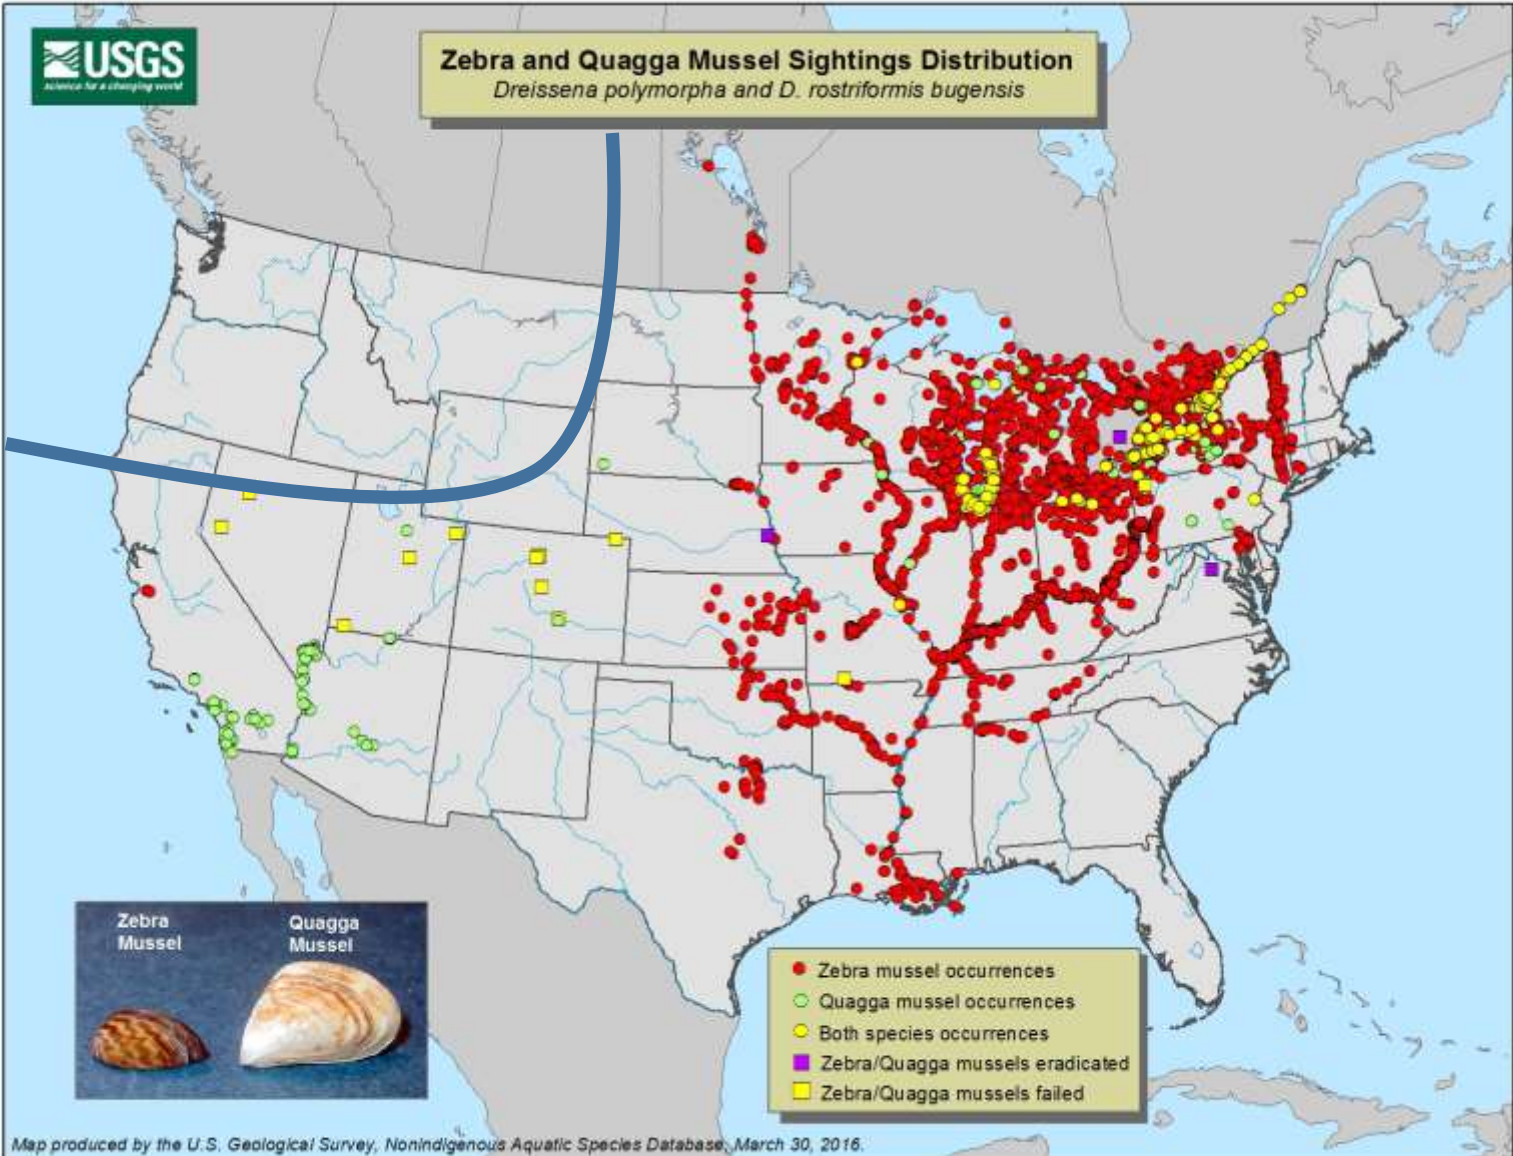 USGS
science for a changing world
Zebra and Quagga Mussel Sightings Distribution
Dreissena polymorpha and D. rostriformis bugensis
Zebra
Mussel
Quagga
Mussel
Zebra mussel occurrences
Quagga mussel occurrences
Both species occurrences
Zebra/Quagga mussels eradicated
Zebra/Quagga mussels failed
Map produced by the U.S. Geological Survey, Nonindigenous Aquatic Species Database, March 30, 2016.